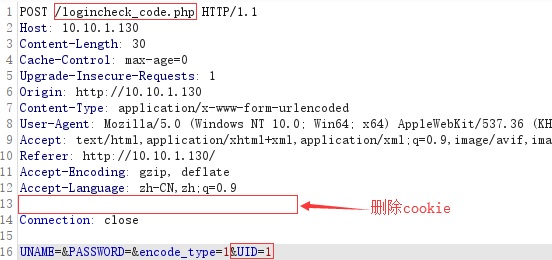 1 POST /logincheck_code.php HTTP/1.1
2 Host: 10.10.1.130
3 Content-Length: 30
4 Cache-Control: max-age=0
5 Upgrade-Insecure-Requests: 1
6 Origin: http://10.10.1.130
7 Content-Type: application/x-www-form-urlencoded
8 User-Agent: Mozilla/5.0 (Windows NT 10.0; Win64; x64) AppleWebKit/537.36 (KH
9 Accept: text/html,application/xhtml+xml,application/xml;q=0.9,image/avif,ima
10 Referer: http://10.10.1.130/
11 Accept-Encoding: gzip, deflate
12 Accept-Language: zh-CN,zh;q=0.9
13 删除cookie
14 Connection: close
15
16 UNAME=&PASSWORD=&encode_type=1&UID=1